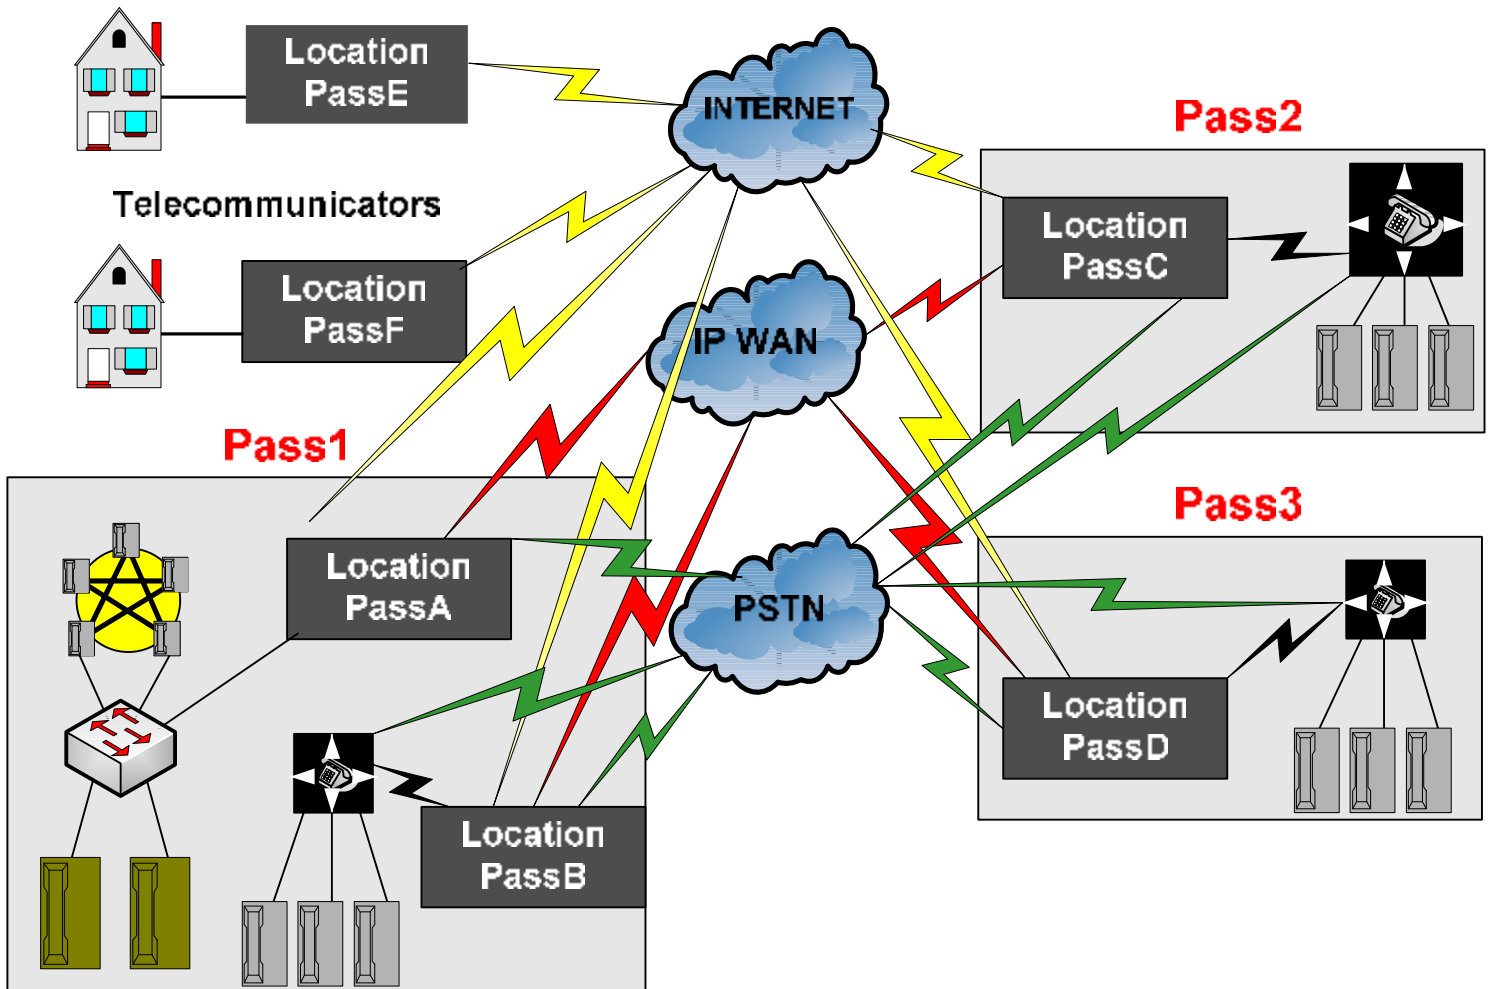 Location
PassE
INTERNET
Pass2
Telecommunicators
Location
PassC
Location
PassF
IP WAN
Pass1
Pass3
Location
PassA
PSTN
Location
PassD
Location
PassB